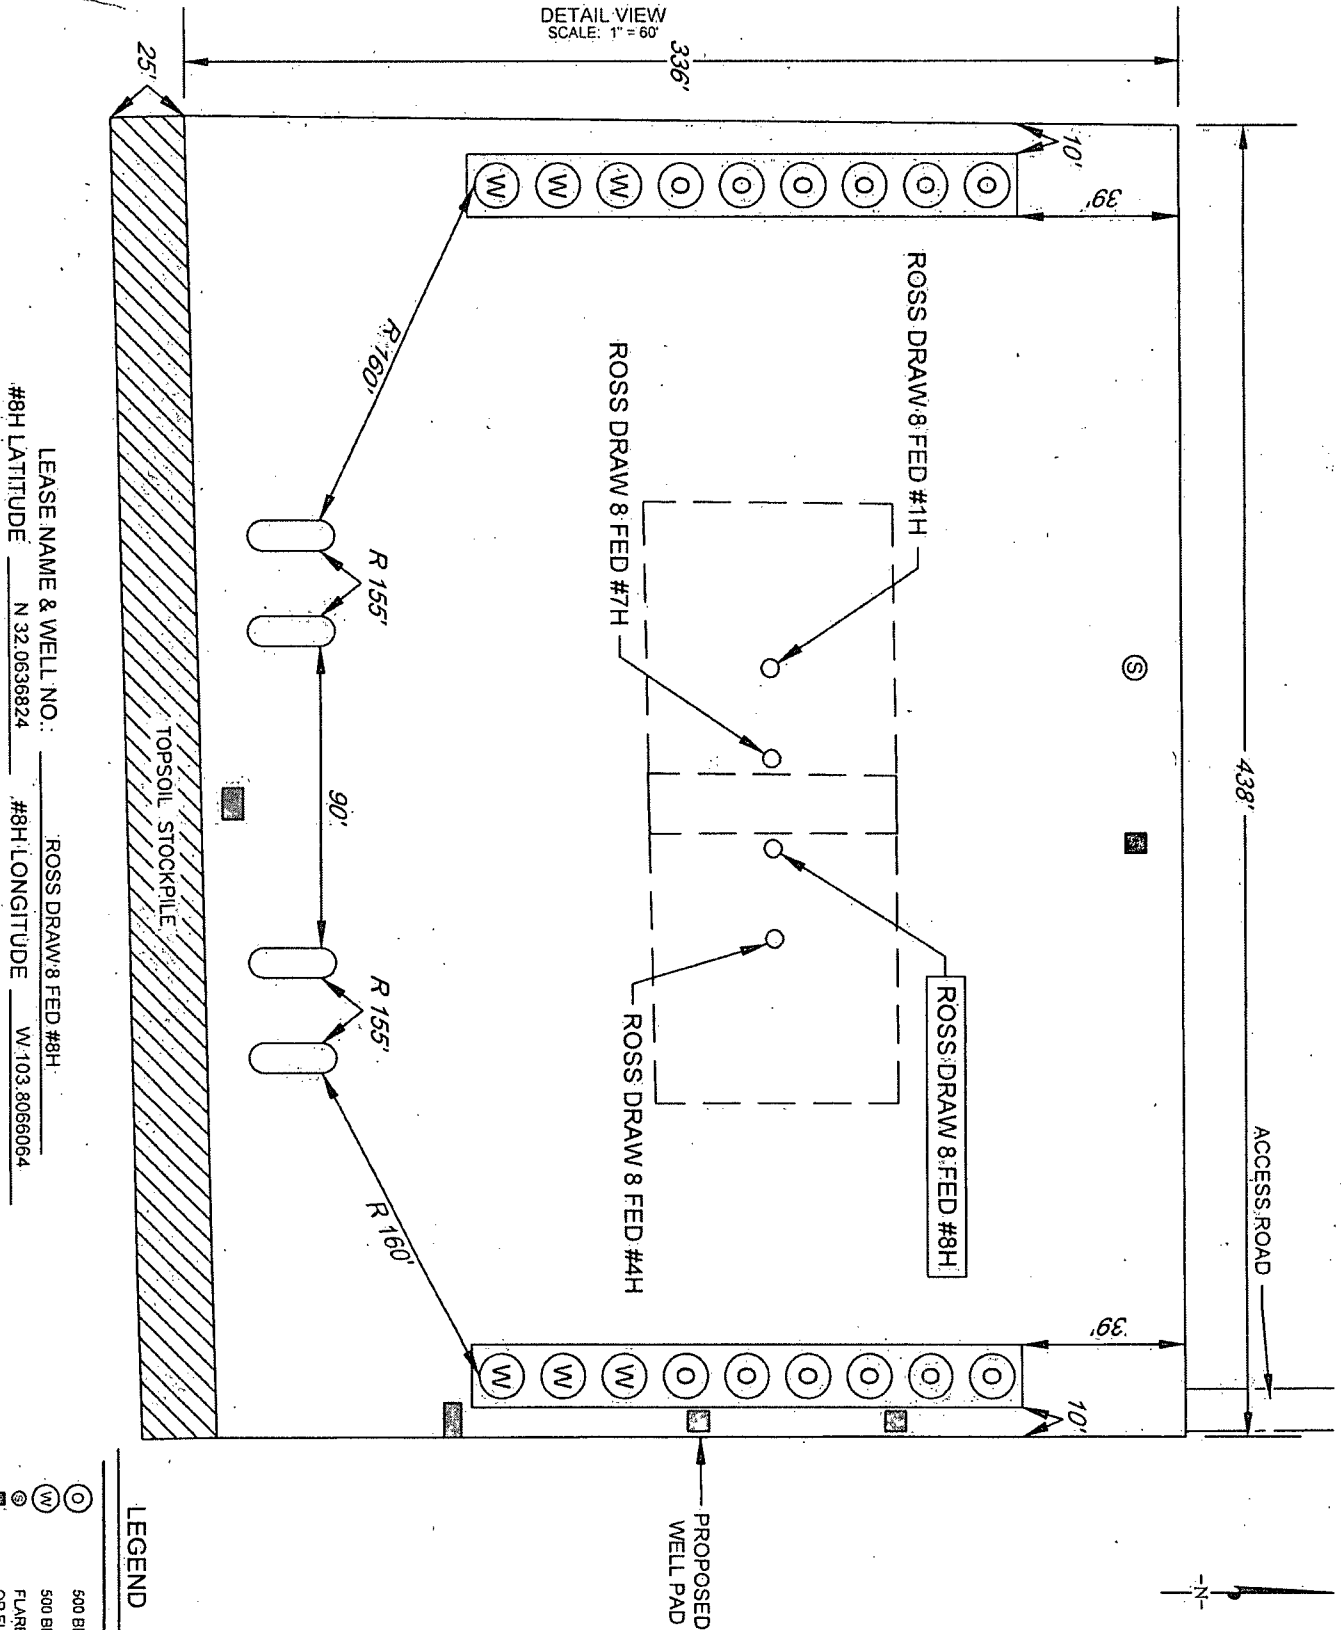 DETAIL VIEW
SCALE: 1" = 60'
336'
25'
438'
10'
39'
ACCESS ROAD
S
O O O O O O W W W
ROSS DRAW 8 FED #1H
ROSS DRAW 8 FED #7H
ROSS DRAW 8 FED #8H
ROSS DRAW 8 FED #4H
39'
10'
O O O O O O W W W
R 160'
R 155'
90'
R 155'
R 160'
PROPOSED
WELL PAD
-N-
TOPSOIL STOCKPILE
LEASE NAME & WELL NO.: ROSS DRAW 8 FED #8H
#8H LATITUDE N 32.0636824 #8H LONGITUDE W 103.8066064
LEGEND
O 500
W 500
S